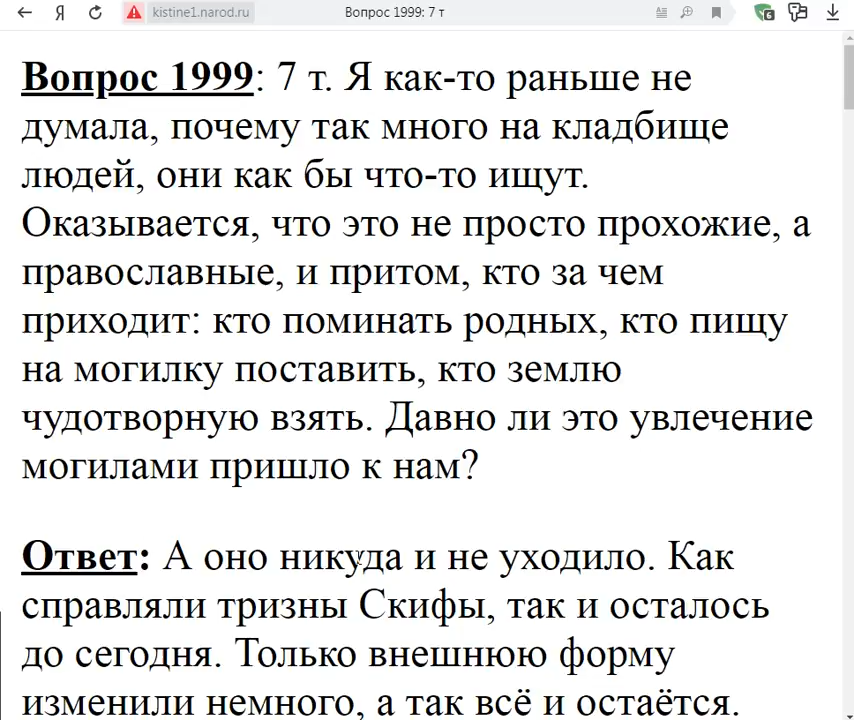 Я kistine1.narod.ru Вопрос 1999: 7 т 6
Вопрос 1999: 7 т. Я как-то раньше не
думала, почему так много на кладбище
людей, они как бы что-то ищут.
Оказывается, что это не просто прохожие, а
православные, и притом, кто за чем
приходит: кто поминать родных, кто пищу
на могилку поставить, кто землю
чудотворную взять. Давно ли это увлечение
могилами пришло к нам?
Ответ: А оно никуда и не уходило. Как
справляли тризны Скифы, так и осталось
до сегодня. Только внешнюю форму
изменили немного, а так всё и остаётся.